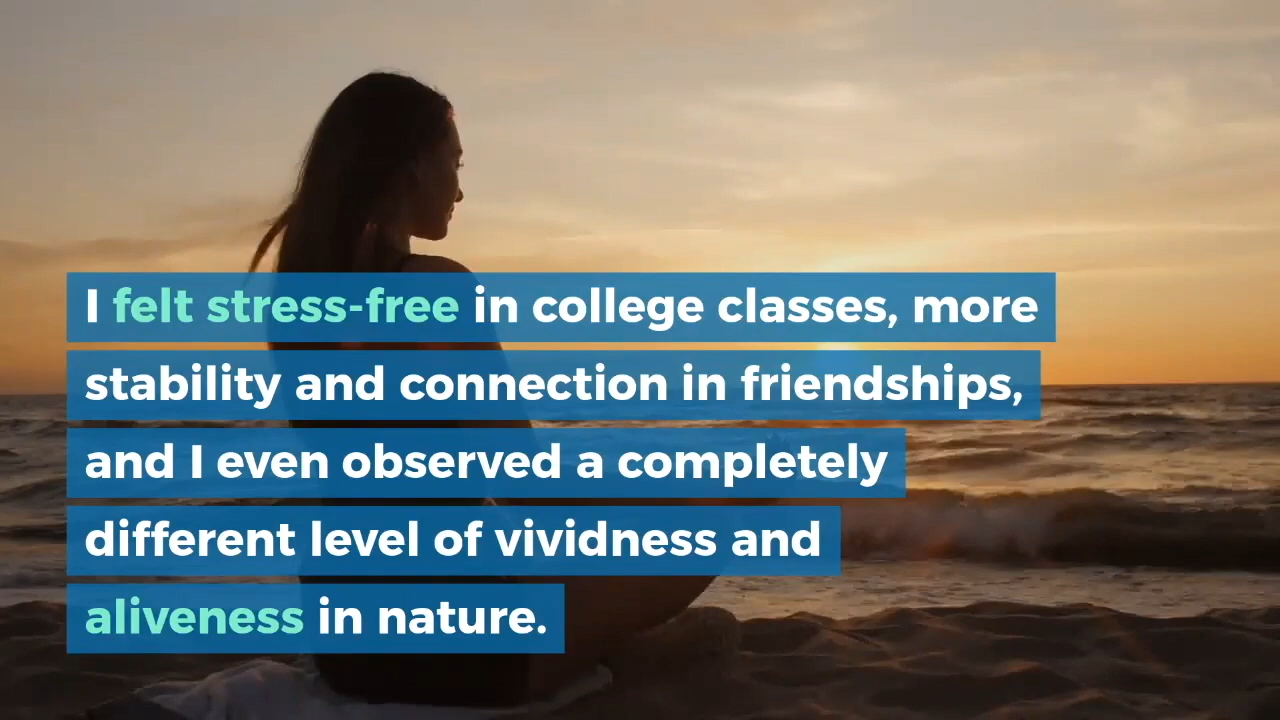 I felt stress-free in college classes, more
stability and connection in friendships,
and I even observed a completely
different level of vividness and
aliveness in nature.